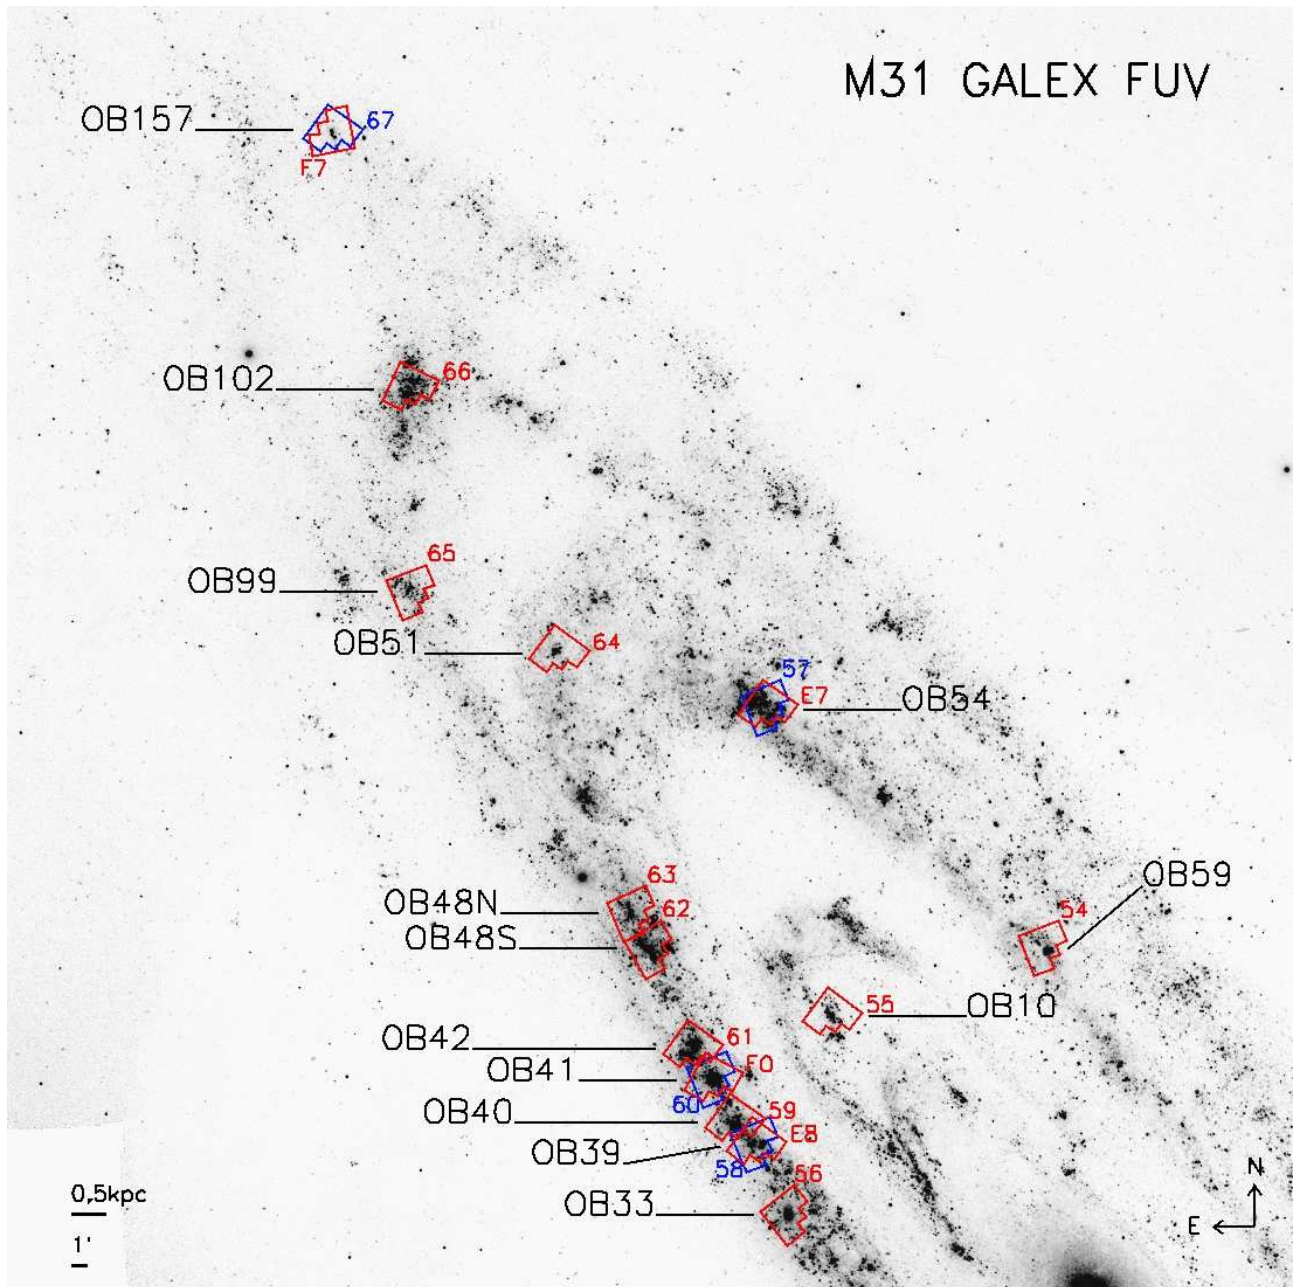 M31 GALEX FUV
OB157
67
F7
OB102
66
65
OB99
OB51
64
57
E7
OB54
OB59
63
OB48N
62
54
OB48S
55
OB10
OB42
61
F0
OB41
60
OB40
59
E8
OB39
58
56
OB33
0.5kpc
1'
N
E